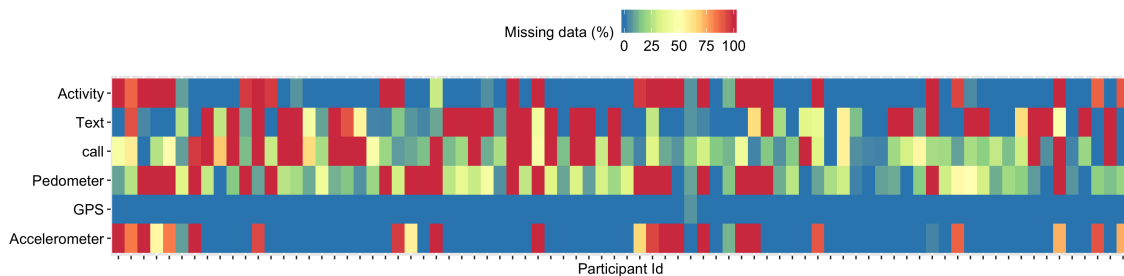 Missing data (%)
0 25 50 75 100
Activity
Text
call
Pedometer
GPS
Accelerometer
Participant Id